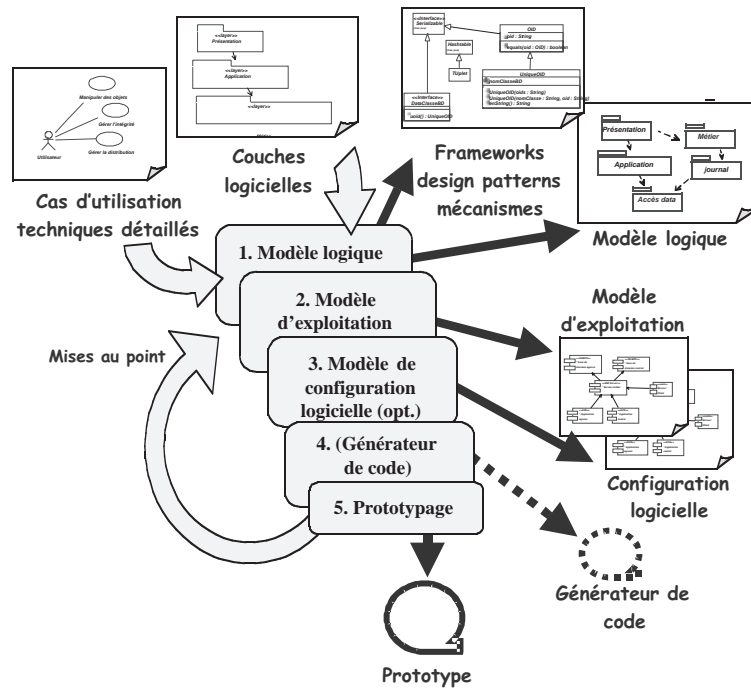 Manipuler des objets
Gérer l'intégrité
Gérer la distribution
Utilisateur
Cas d'utilisation
techniques détaillés
<<layer>>
Présentation
<<layer>>
Application
<<layer>>
Couches
logicielles
<<Interface>>
Serializable
Hashtable
TUplet
<<Interface>>
DataClasseBD
uoid() : UniqueOID
OID
oid : String
equals(oid : OID) : boolean
UniqueOID
nomClasseBD
UniqueOID(oids : String)
UniqueOID(nomClasse : String, oid : String)
enString() : String
Frameworks
design patterns
mécanismes
Présentation
Métier
Application
journal
Accès data
Modèle logique
1. Modèle logique
2. Modèle
d'exploitation
3. Modèle de
configuration
logicielle (opt.)
4. (Générateur
de code)
5. Prototypage
Mises au point
Modèle
d'exploitation
Configuration
logicielle
Générateur de
code
Prototype